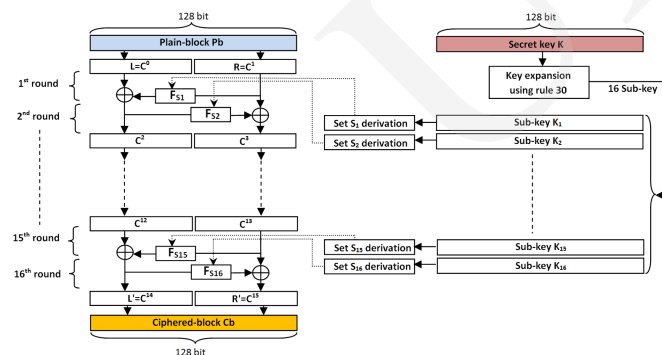 128 bit
128 bit
Plain-block Pb
Secret key K
L=C⁰
R=C¹
1ˢᵗ round
F_S1
Key expansion
using rule 30
16 Sub-key
2ⁿᵈ round
F_S2
Set S₁ derivation
Sub-key K₁
C²
C³
Set S₂ derivation
Sub-key K₂
C¹²
C¹³
15ᵗʰ round
F_S15
Set S₁₅ derivation
Sub-key K₁₅
16ᵗʰ round
F_S16
Set S₁₆ derivation
Sub-key K₁₆
L'=C¹⁴
R'=C¹⁵
Ciphered-block Cb
128 bit